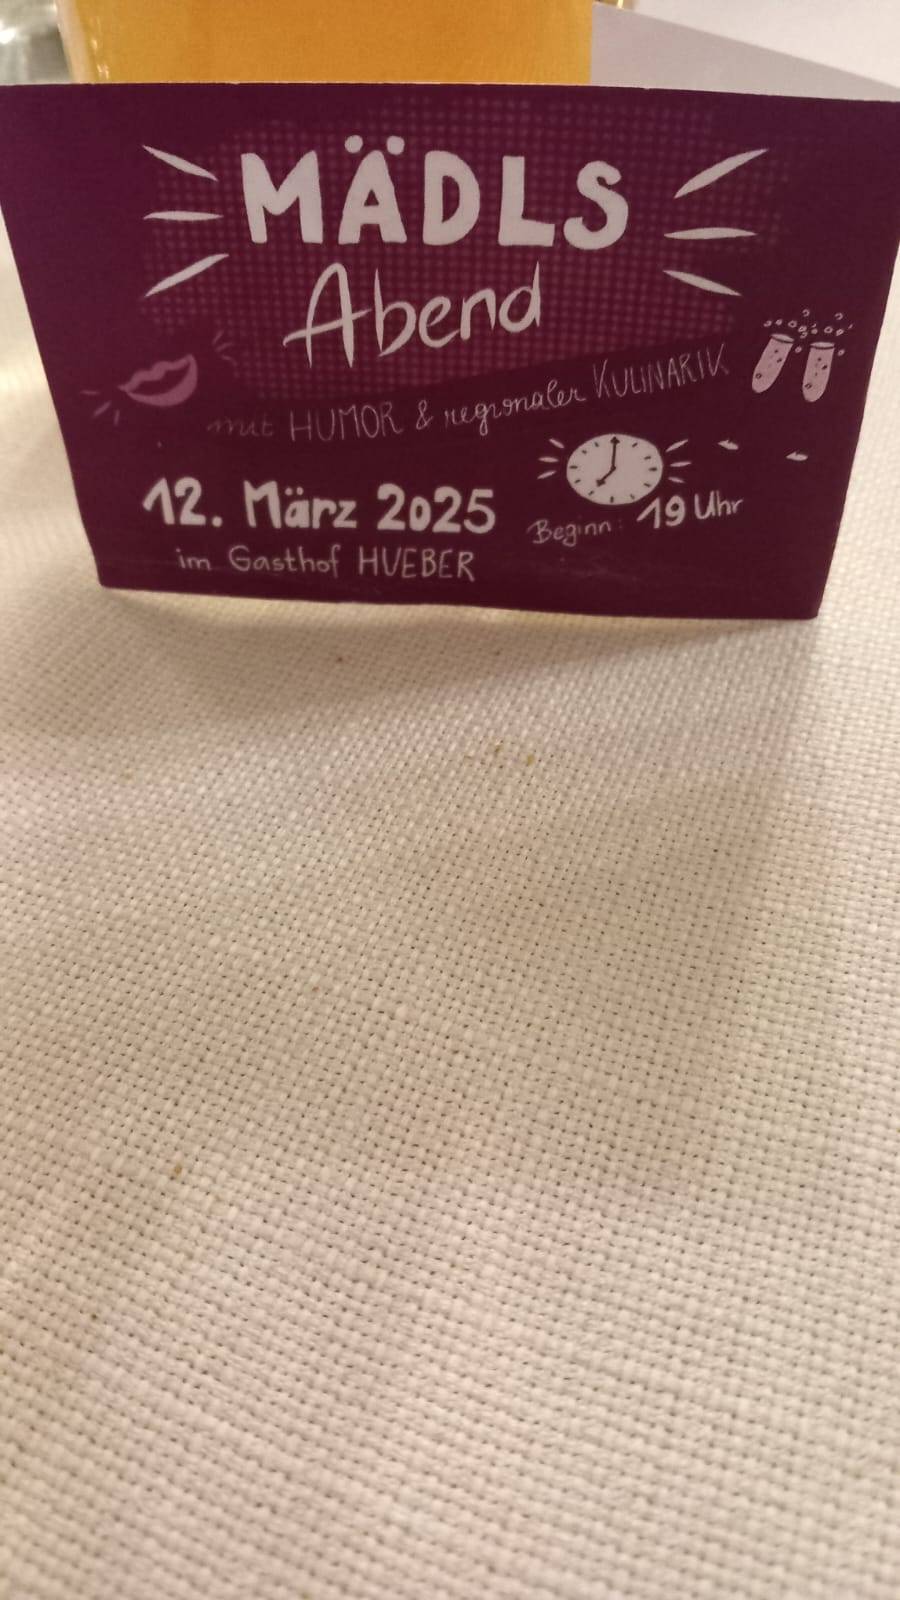 MÄDLS
Abend
mit HUMOR & regionaler KULINARIK
12. März 2025
Beginn: 19 Uhr
im Gasthof HUEBER